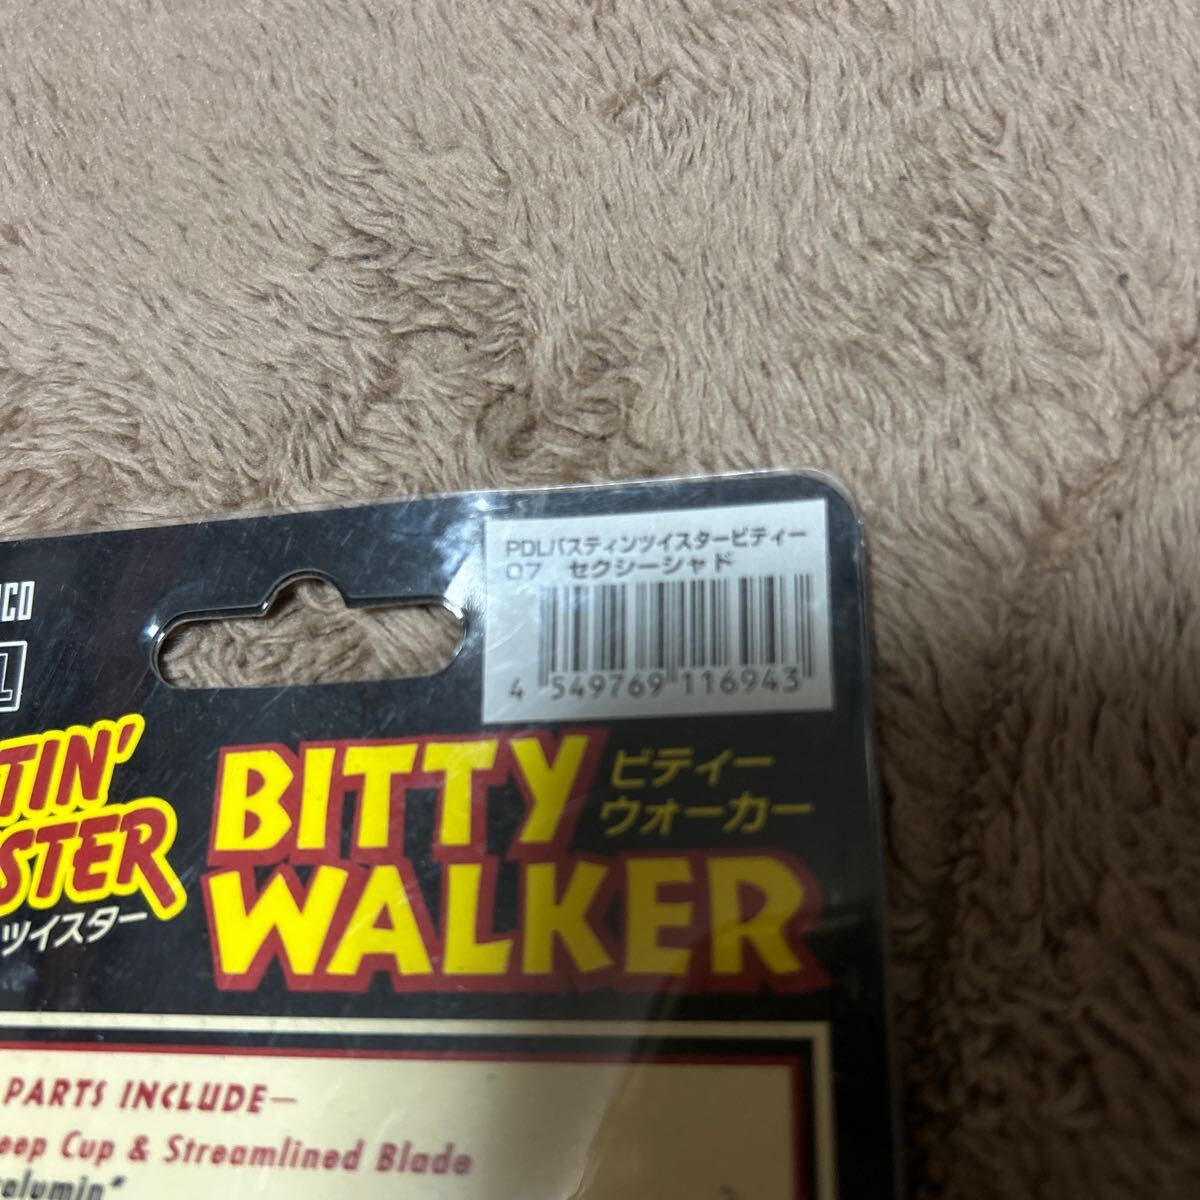 PDLバスティンツイスタービティー
07 セクシーシャド
4 549769 116943
CO
TIN'
STER
ツイスター
BITTY
WALKER
ビティー
ウォーカー
PARTS INCLUDE—
eep Cup & Streamlined Blade
alumin"